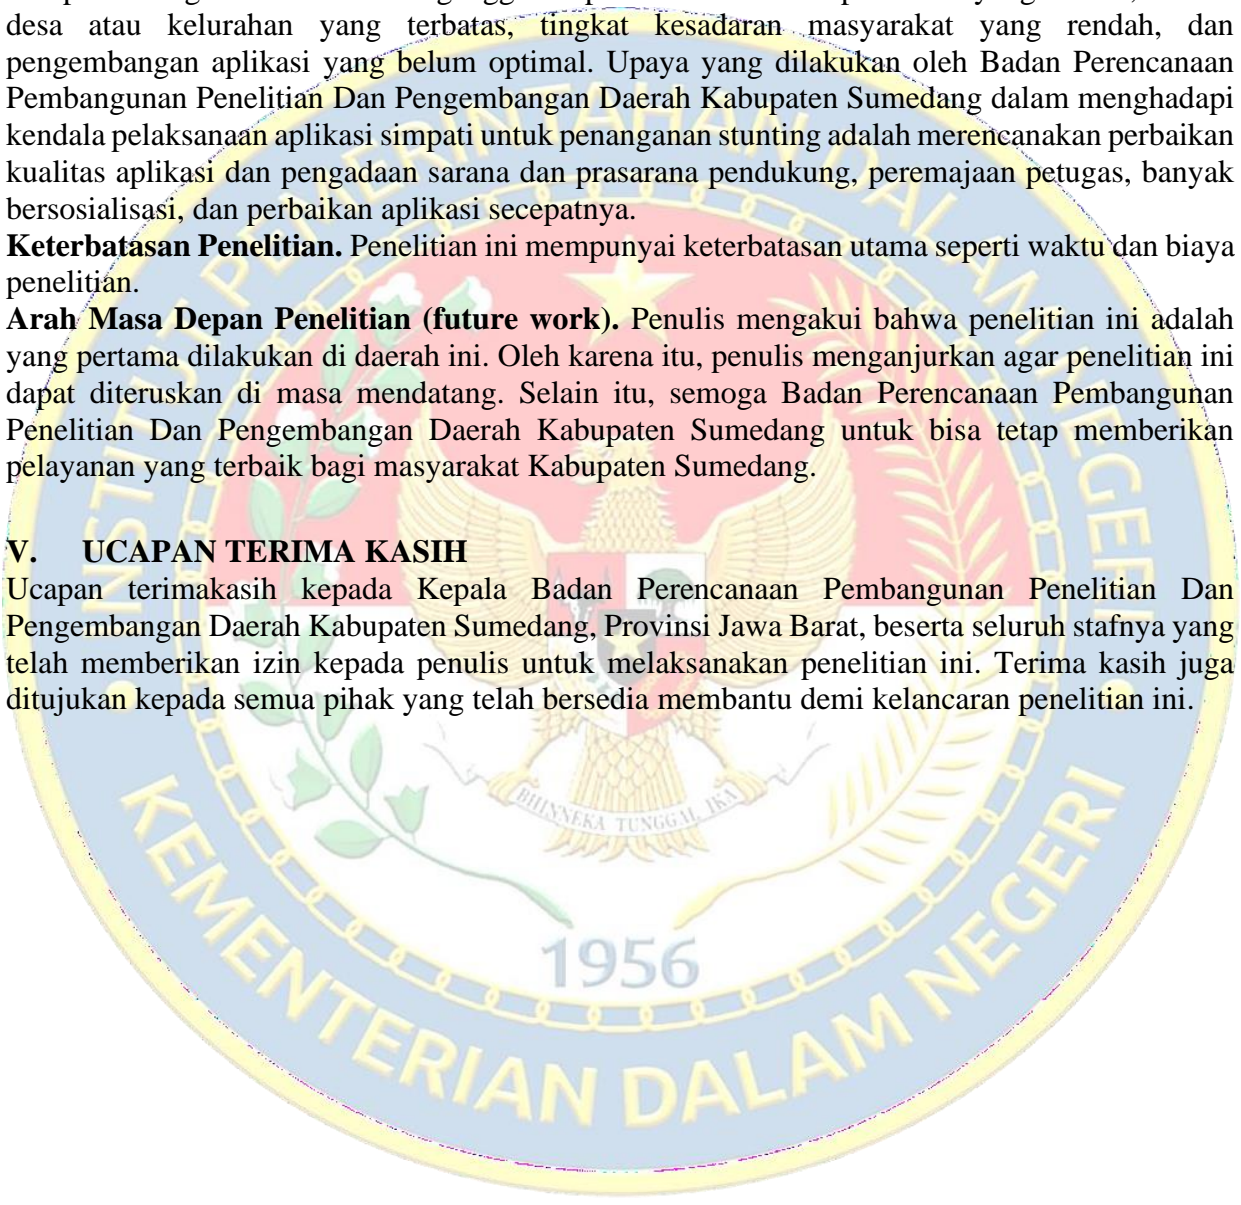 desa atau kelurahan yang terbatas, tingkat kesadaran masyarakat yang rendah, dan
pengembangan aplikasi yang belum optimal. Upaya yang dilakukan oleh Badan Perencanaan
Pembangunan Penelitian Dan Pengembangan Daerah Kabupaten Sumedang dalam menghadapi
kendala pelaksanaan aplikasi simpati untuk penanganan stunting adalah merencanakan perbaikan
kualitas aplikasi dan pengadaan sarana dan prasarana pendukung, peremajaan petugas, banyak
bersosialisasi, dan perbaikan aplikasi secepatnya.
Keterbatasan Penelitian. Penelitian ini mempunyai keterbatasan utama seperti waktu dan biaya
penelitian.
Arah Masa Depan Penelitian (future work). Penulis mengakui bahwa penelitian ini adalah
yang pertama dilakukan di daerah ini. Oleh karena itu, penulis menganjurkan agar penelitian ini
dapat diteruskan di masa mendatang. Selain itu, semoga Badan Perencanaan Pembangunan
Penelitian Dan Pengembangan Daerah Kabupaten Sumedang untuk bisa tetap memberikan
pelayanan yang terbaik bagi masyarakat Kabupaten Sumedang.
V. UCAPAN TERIMA KASIH
Ucapan terimakasih kepada Kepala Badan Perencanaan Pembangunan Penelitian Dan
Pengembangan Daerah Kabupaten Sumedang, Provinsi Jawa Barat, beserta seluruh stafnya yang
telah memberikan izin kepada penulis untuk melaksanakan penelitian ini. Terima kasih juga
ditujukan kepada semua pihak yang telah bersedia membantu demi kelancaran penelitian ini.
INSTITUT PEMERINTAHAN DALAM NEGERI
BHINNEKA TUNGGAL IKA
1956
KEMENTERIAN DALAM NEGERI